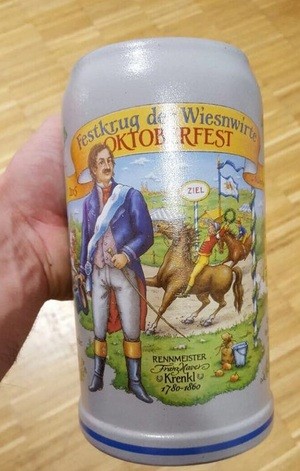 Festkrug der Wiesnwirte
OKTOBERFEST
ZIEL
RENNMEISTER
Franz Xaver
Krenkl
1780-1860